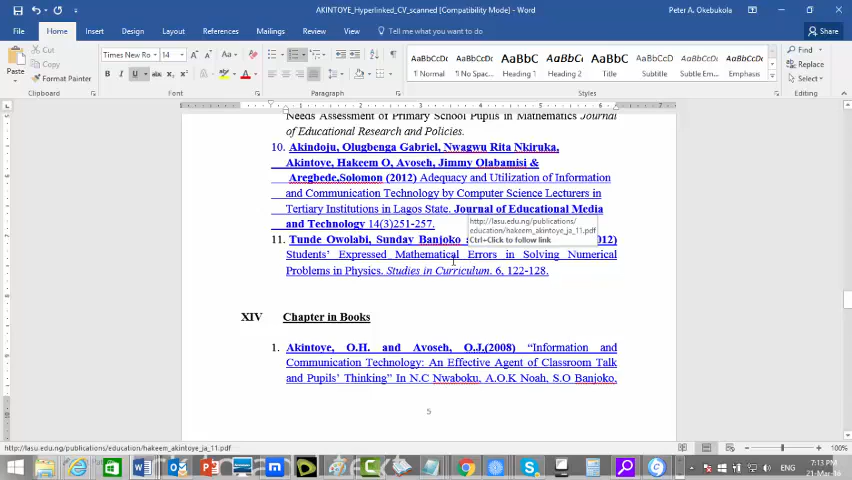 AKINTOYE_Hyperlinked_CV_scanned [Compatibility Mode] - Word
Peter A. Okebukola
File Home Insert Design Layout References Mailings Review View Tell me what you want to do Share
Paste
Cut
Copy
Format Painter
Clipboard
Times New Ro 14
Font
Paragraph
AaBbCcDc AaBbCcDc AaBbC AaBbCc AaBbC AaBbCcC AaBbCcDc AaBbCcDc
¶ Normal ¶ No Spac... Heading 1 Heading 2 Title Subtitle Subtle Em... Emphasis
Styles
Find
Replace
Select
Editing
Needs Assessment of Primary School Pupils in Mathematics Journal
of Educational Research and Policies.
10. Akindoju, Olugbenga Gabriel, Nwagwu Rita Nkiruka,
Akintoye, Hakeem O, Avoseh, Jimmy Olabamisi &
Aregbede,Solomon (2012) Adequacy and Utilization of Information
and Communication Technology by Computer Science Lecturers in
Tertiary Institutions in Lagos State. Journal of Educational Media
and Technology 14(3)251-257.
http://lasu.edu.ng/publications/
education/hakeem_akintoye_ja_11.pdf
Ctrl+Click to follow link
11. Tunde Owolabi, Sunday Banjoko 012)
Students' Expressed Mathematical Errors in Solving Numerical
Problems in Physics. Studies in Curriculum. 6, 122-128.
XIV Chapter in Books
1. Akintoye, O.H. and Avoseh, O.J.(2008) "Information and
Communication Technology: An Effective Agent of Classroom Talk
and Pupils' Thinking" In N.C Nwaboku, A.O.K Noah, S.O Banjoko,
5
http://lasu.edu.ng/publications/education/hakeem_akintoye_ja_11.pdf
100%
ENG
7:13 PM
21-Mar-16